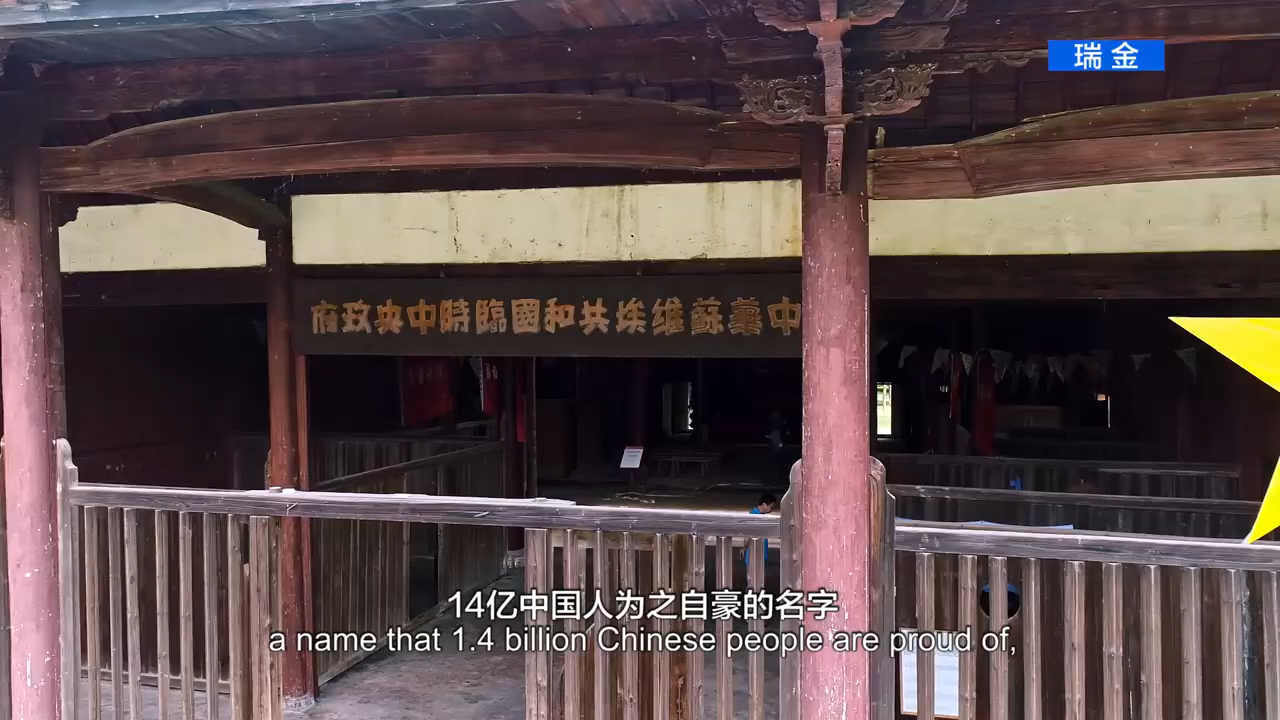 瑞金
中華蘇維埃共和國臨時中央政府
14亿中国人为之自豪的名字
a name that 1.4 billion Chinese people are proud of,